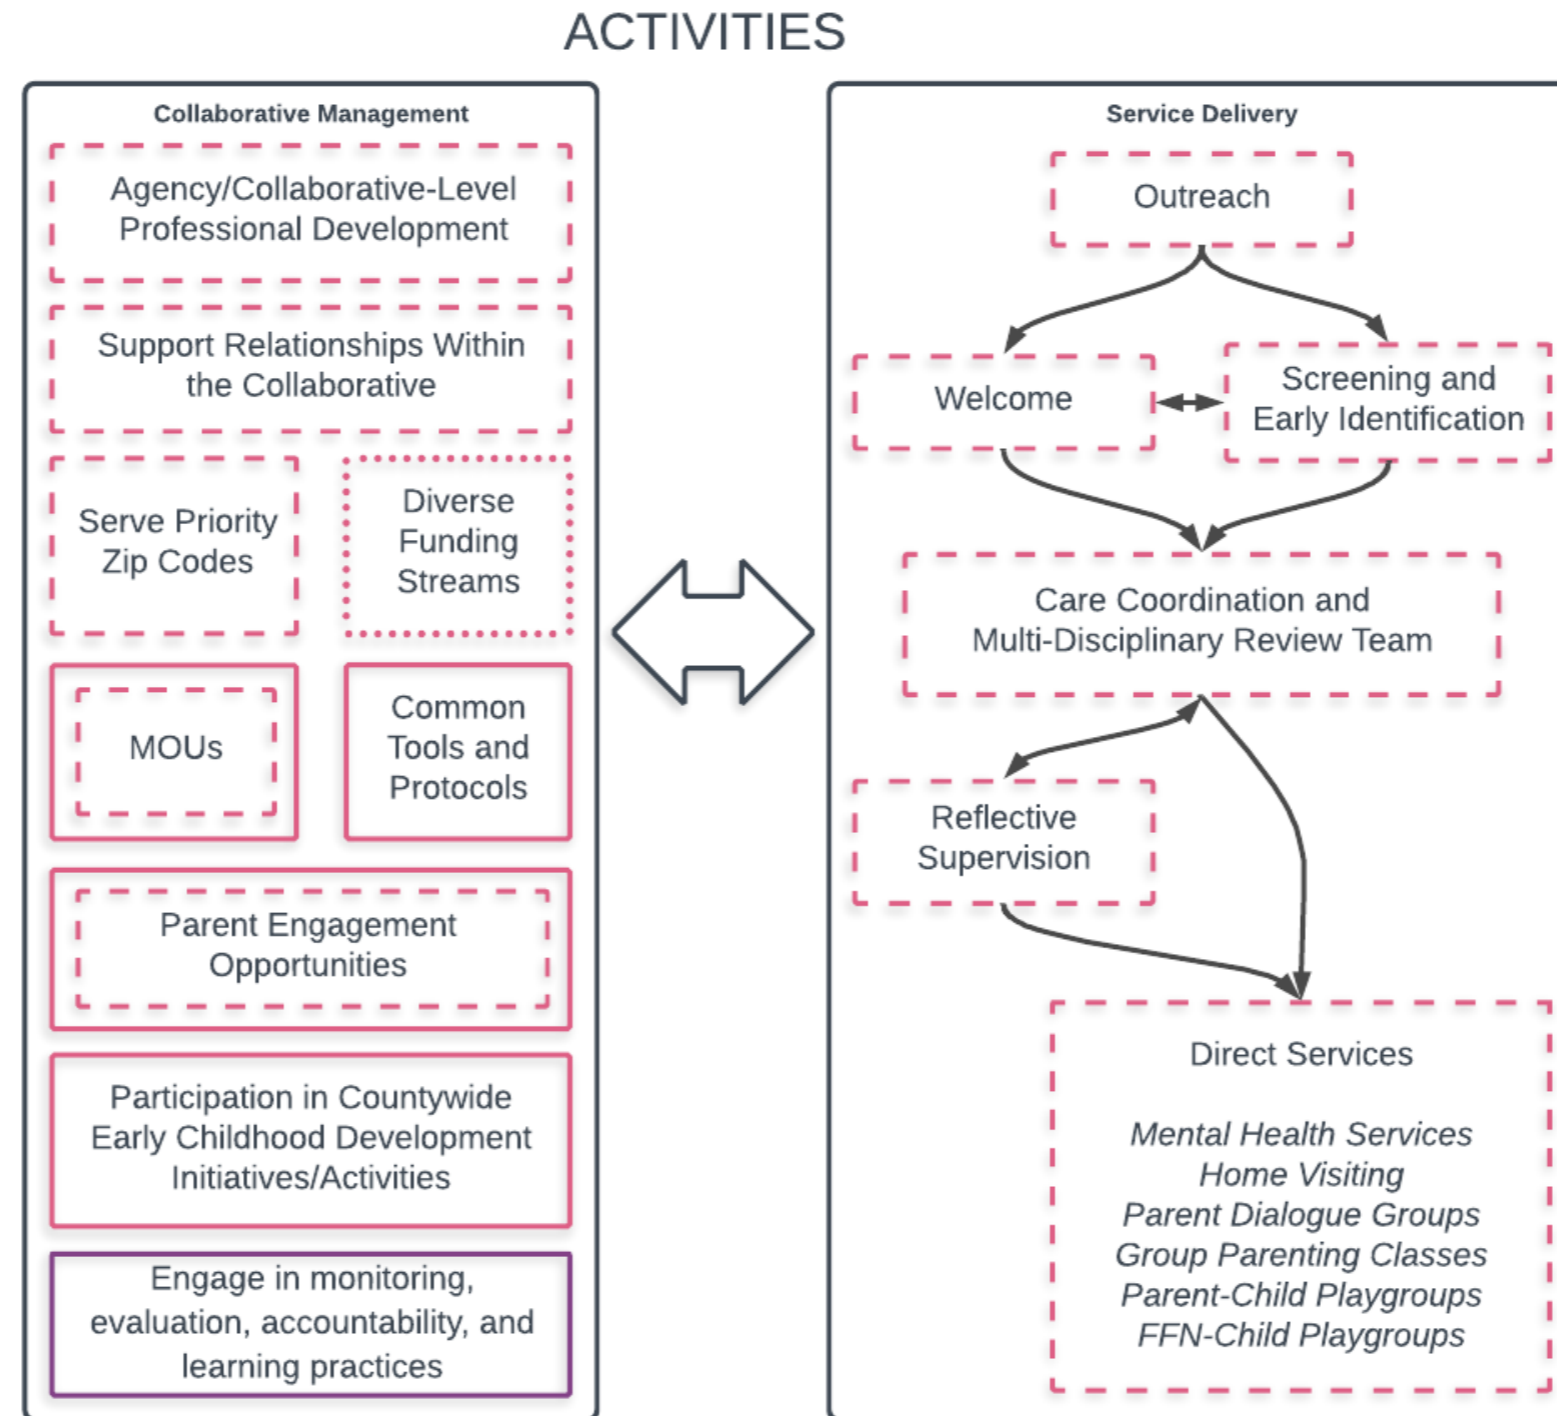 ACTIVITIES
Collaborative Management
Agency/Collaborative-Level
Professional Development
Support Relationships Within
the Collaborative
Serve Priority
Zip Codes
Diverse
Funding
Streams
MOUs
Common
Tools and
Protocols
Parent Engagement
Opportunities
Participation in Countywide
Early Childhood Development
Initiatives/Activities
Engage in monitoring,
evaluation, accountability, and
learning practices
Service Delivery
Outreach
Welcome
Screening and
Early Identification
Care Coordination and
Multi-Disciplinary Review Team
Reflective
Supervision
Direct Services
Mental Health Services
Home Visiting
Parent Dialogue Groups
Group Parenting Classes
Parent-Child Playgroups
FFN-Child Playgroups